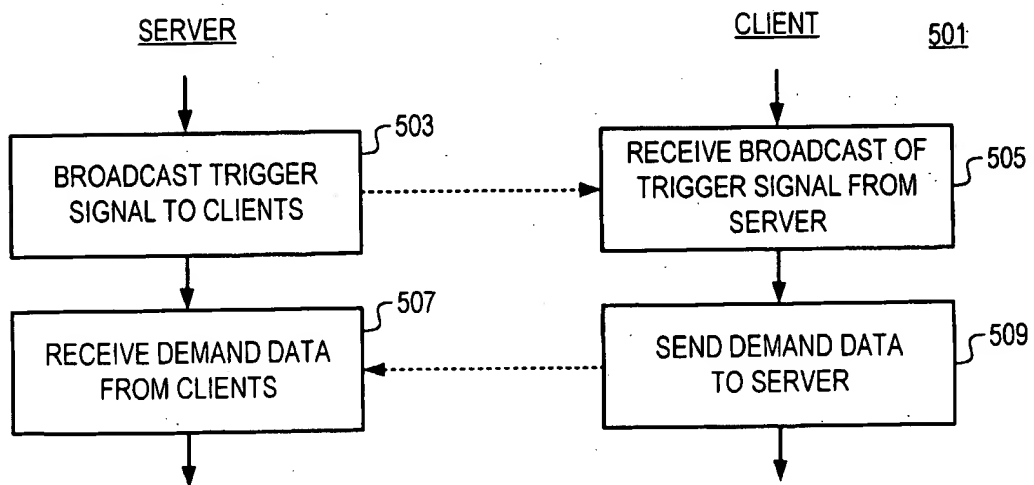 SERVER
CLIENT
501
503
BROADCAST TRIGGER
SIGNAL TO CLIENTS
RECEIVE BROADCAST OF
TRIGGER SIGNAL FROM
SERVER
505
507
RECEIVE DEMAND DATA
FROM CLIENTS
SEND DEMAND DATA
TO SERVER
509